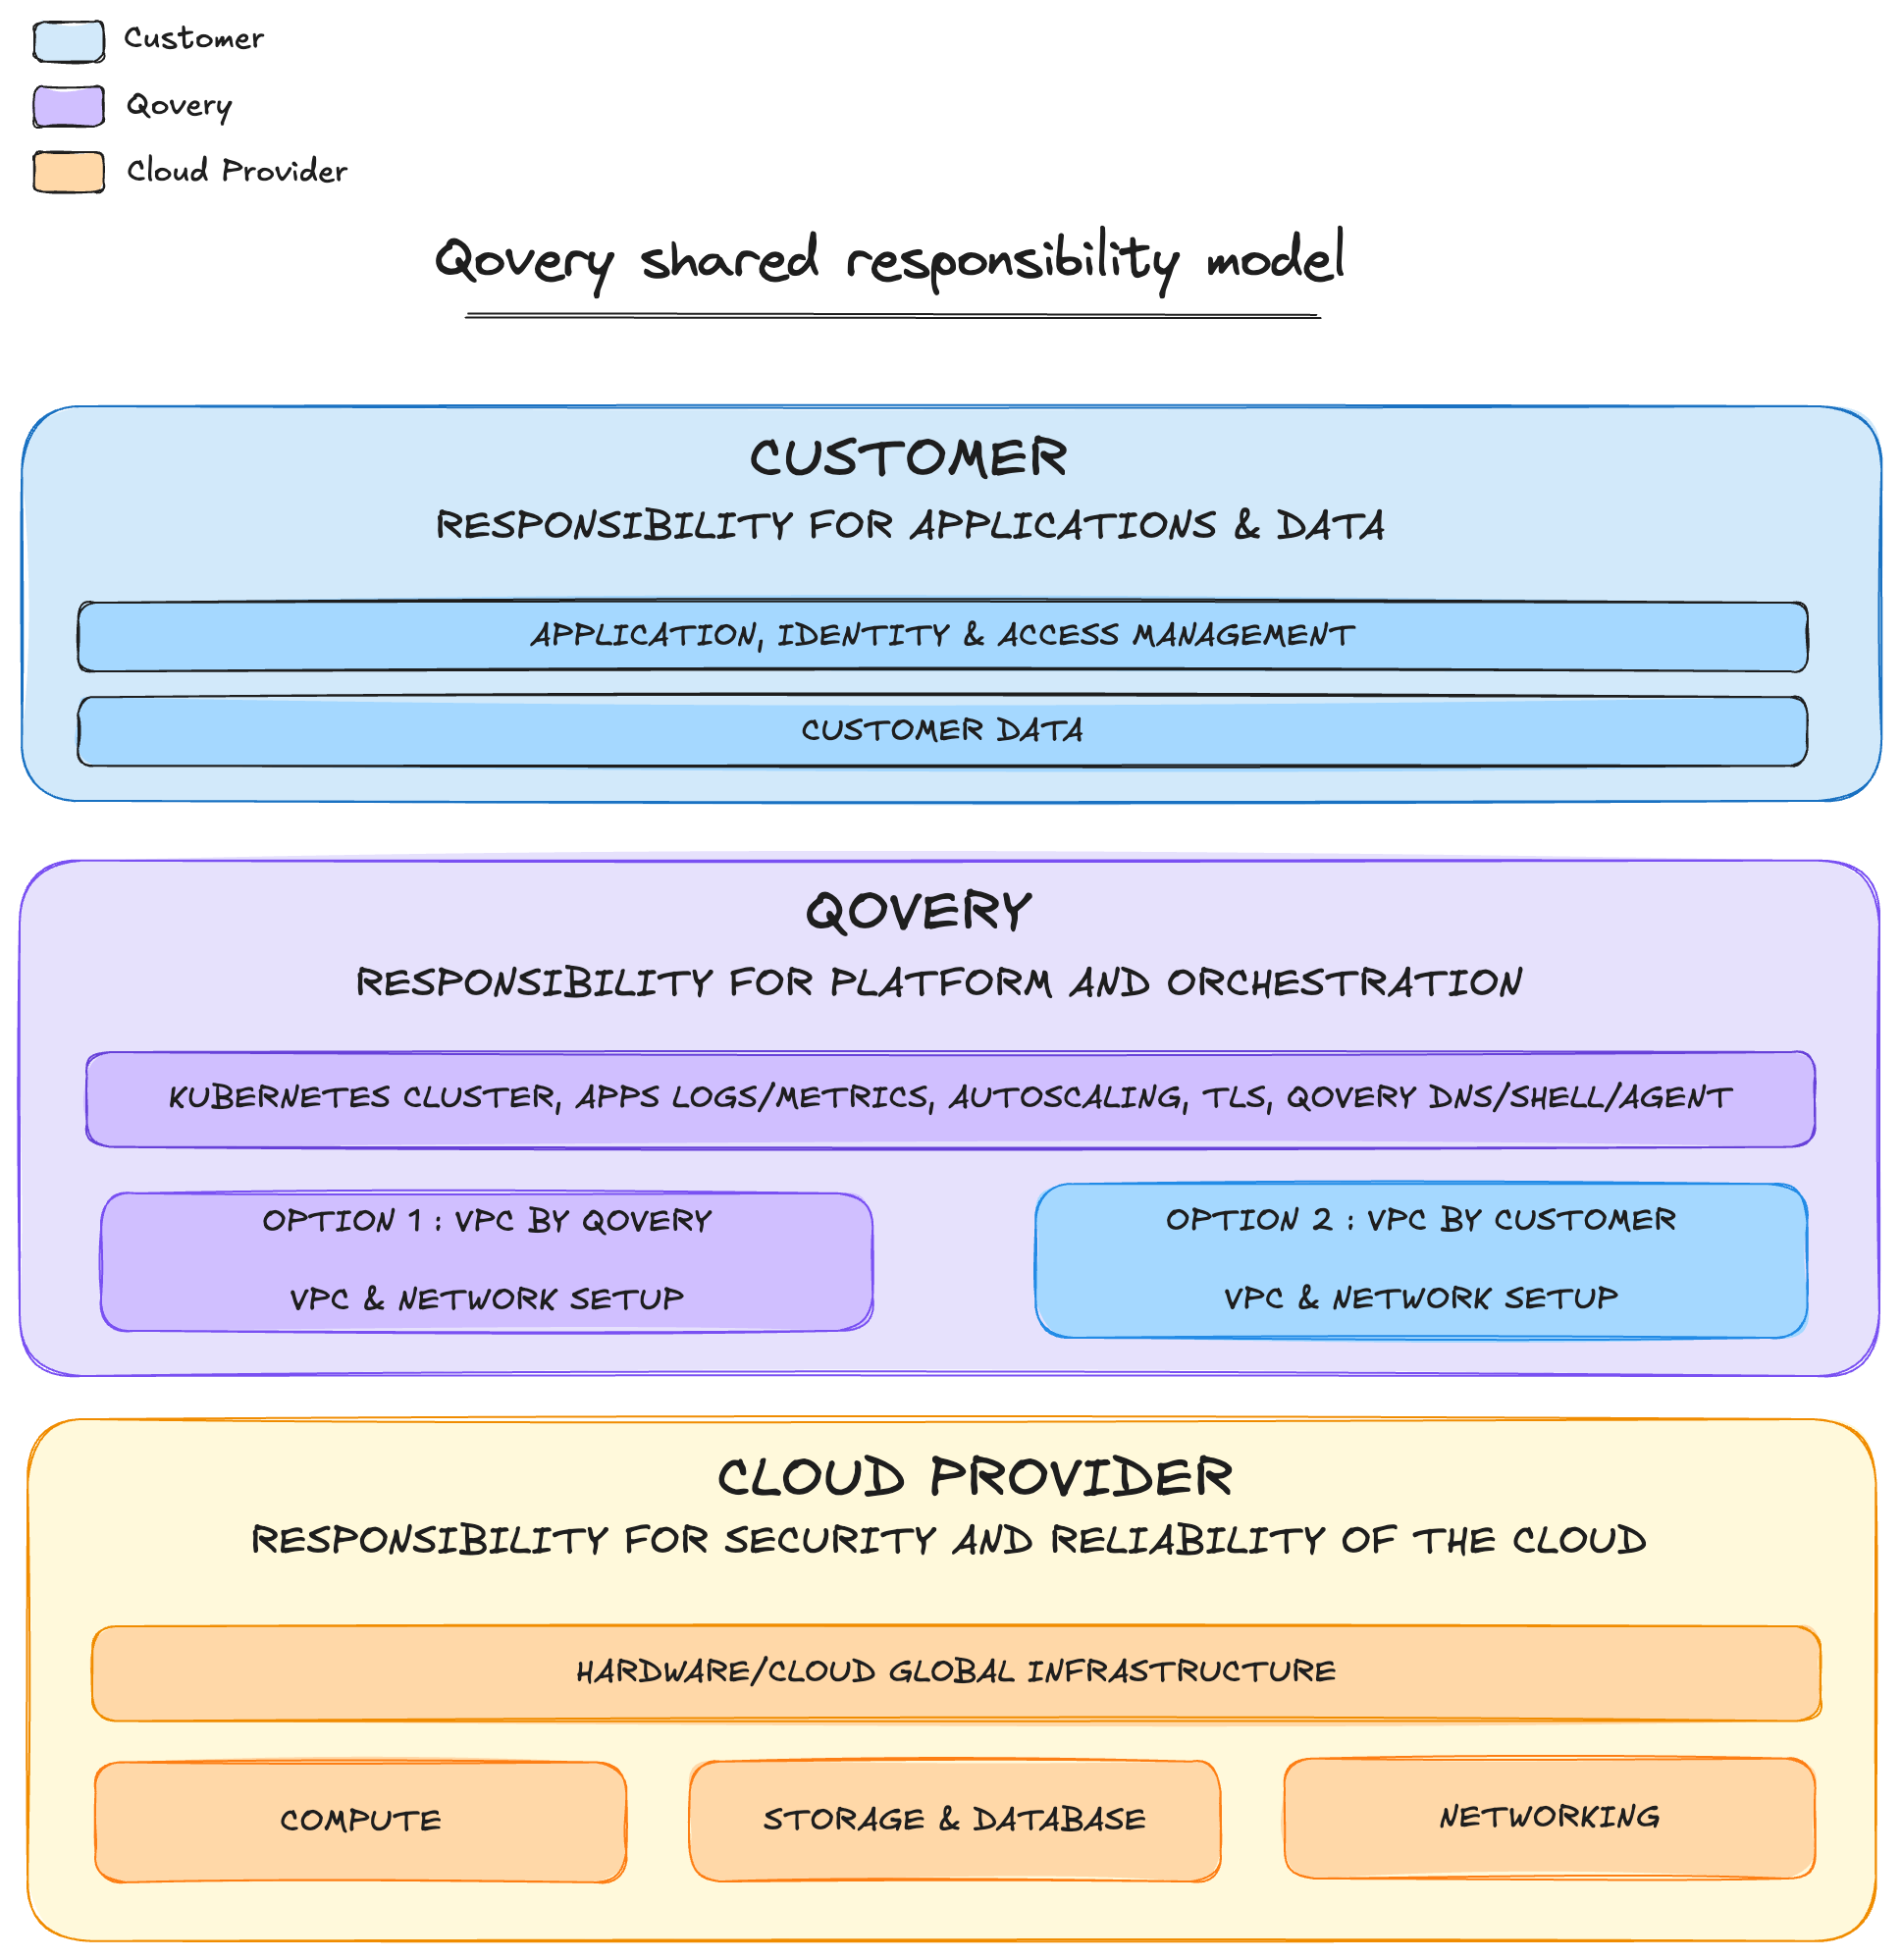 Customer
Qovery
Cloud Provider
Qovery shared responsibility model
CUSTOMER
RESPONSIBILITY FOR APPLICATIONS & DATA
APPLICATION, IDENTITY & ACCESS MANAGEMENT
CUSTOMER DATA
QOVERY
RESPONSIBILITY FOR PLATFORM AND ORCHESTRATION
KUBERNETES CLUSTER, APPS LOGS/METRICS, AUTOSCALING, TLS, QOVERY DNS/SHELL/AGENT
OPTION 1 : VPC BY QOVERY
VPC & NETWORK SETUP
OPTION 2 : VPC BY CUSTOMER
VPC & NETWORK SETUP
CLOUD PROVIDER
RESPONSIBILITY FOR SECURITY AND RELIABILITY OF THE CLOUD
HARDWARE/CLOUD GLOBAL INFRASTRUCTURE
COMPUTE
STORAGE & DATABASE
NETWORKING